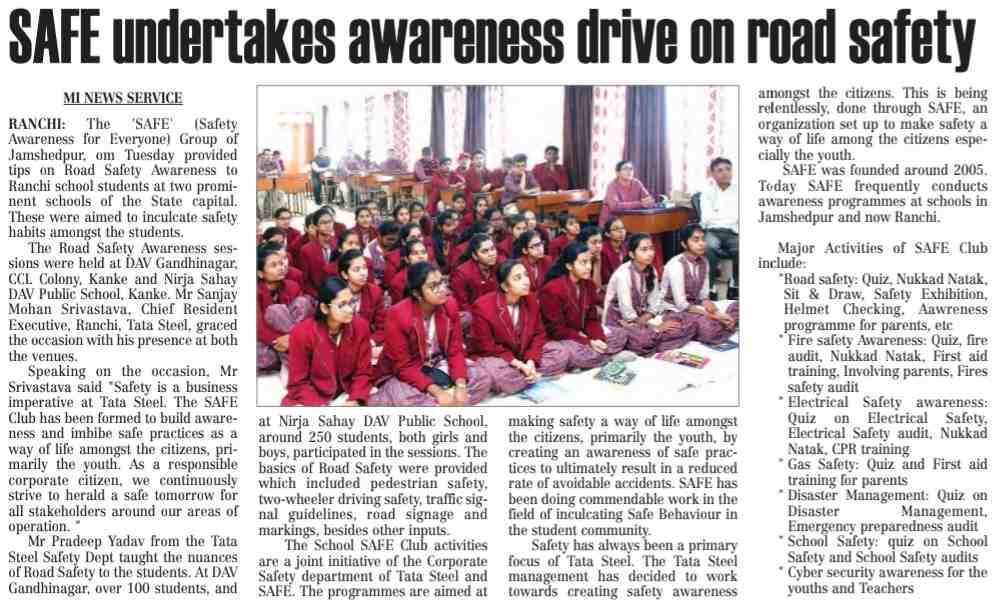 SAFE undertakes awareness drive on road safety
MI NEWS SERVICE
RANCHI: The 'SAFE' (Safety
Awareness for Everyone) Group of
Jamshedpur, om Tuesday provided
tips on Road Safety Awareness to
Ranchi school students at two promi-
nent schools of the State capital.
These were aimed to inculcate safety
habits amongst the students.
The Road Safety Awareness ses-
sions were held at DAV Gandhinagar,
CCL Colony, Kanke and Nirja Sahay
DAV Public School, Kanke. Mr Sanjay
Mohan Srivastava, Chief Resident
Executive, Ranchi, Tata Steel, graced
the occasion with his presence at both
the venues.
Speaking on the occasion, Mr
Srivastava said "Safety is a business
imperative at Tata Steel. The SAFE
Club has been formed to build aware-
ness and imbibe safe practices as a
way of life amongst the citizens, pri-
marily the youth. As a responsible
corporate citizen, we continuously
strive to herald a safe tomorrow for
all stakeholders around our areas of
operation. "
Mr Pradeep Yadav from the Tata
Steel Safety Dept taught the nuances
of Road Safety to the students. At DAV
Gandhinagar, over 100 students, and
at Nirja Sahay DAV Public School,
around 250 students, both girls and
boys, participated in the sessions. The
basics of Road Safety were provided
which included pedestrian safety,
two-wheeler driving safety, traffic sig-
nal guidelines, road signage and
markings, besides other inputs.
The School SAFE Club activities
are a joint initiative of the Corporate
Safety department of Tata Steel and
SAFE. The programmes are aimed at
making safety a way of life amongst
the citizens, primarily the youth, by
creating an awareness of safe prac-
tices to ultimately result in a reduced
rate of avoidable accidents. SAFE has
been doing commendable work in the
field of inculcating Safe Behaviour in
the student community.
Safety has always been a primary
focus of Tata Steel. The Tata Steel
management has decided to work
towards creating safety awareness
amongst the citizens. This is being
relentlessly, done through SAFE, an
organization set up to make safety a
way of life among the citizens espe-
cially the youth.
SAFE was founded around 2005.
Today SAFE frequently conducts
awareness programmes at schools in
Jamshedpur and now Ranchi.
Major Activities of SAFE Club
include:
*Road safety: Quiz, Nukkad Natak,
Sit & Draw, Safety Exhibition,
Helmet Checking, Aawreness
programme for parents, etc
* Fire safety Awareness: Quiz, fire
audit, Nukkad Natak, First aid
training, Involving parents, Fires
safety audit
* Electrical Safety awareness:
Quiz on Electrical Safety,
Electrical Safety audit, Nukkad
Natak, CPR training
* Gas Safety: Quiz and First aid
training for parents
* Disaster Management: Quiz on
Disaster Management,
Emergency preparedness audit
* School Safety: quiz on School
Safety and School Safety audits
* Cyber security awareness for the
youths and Teachers